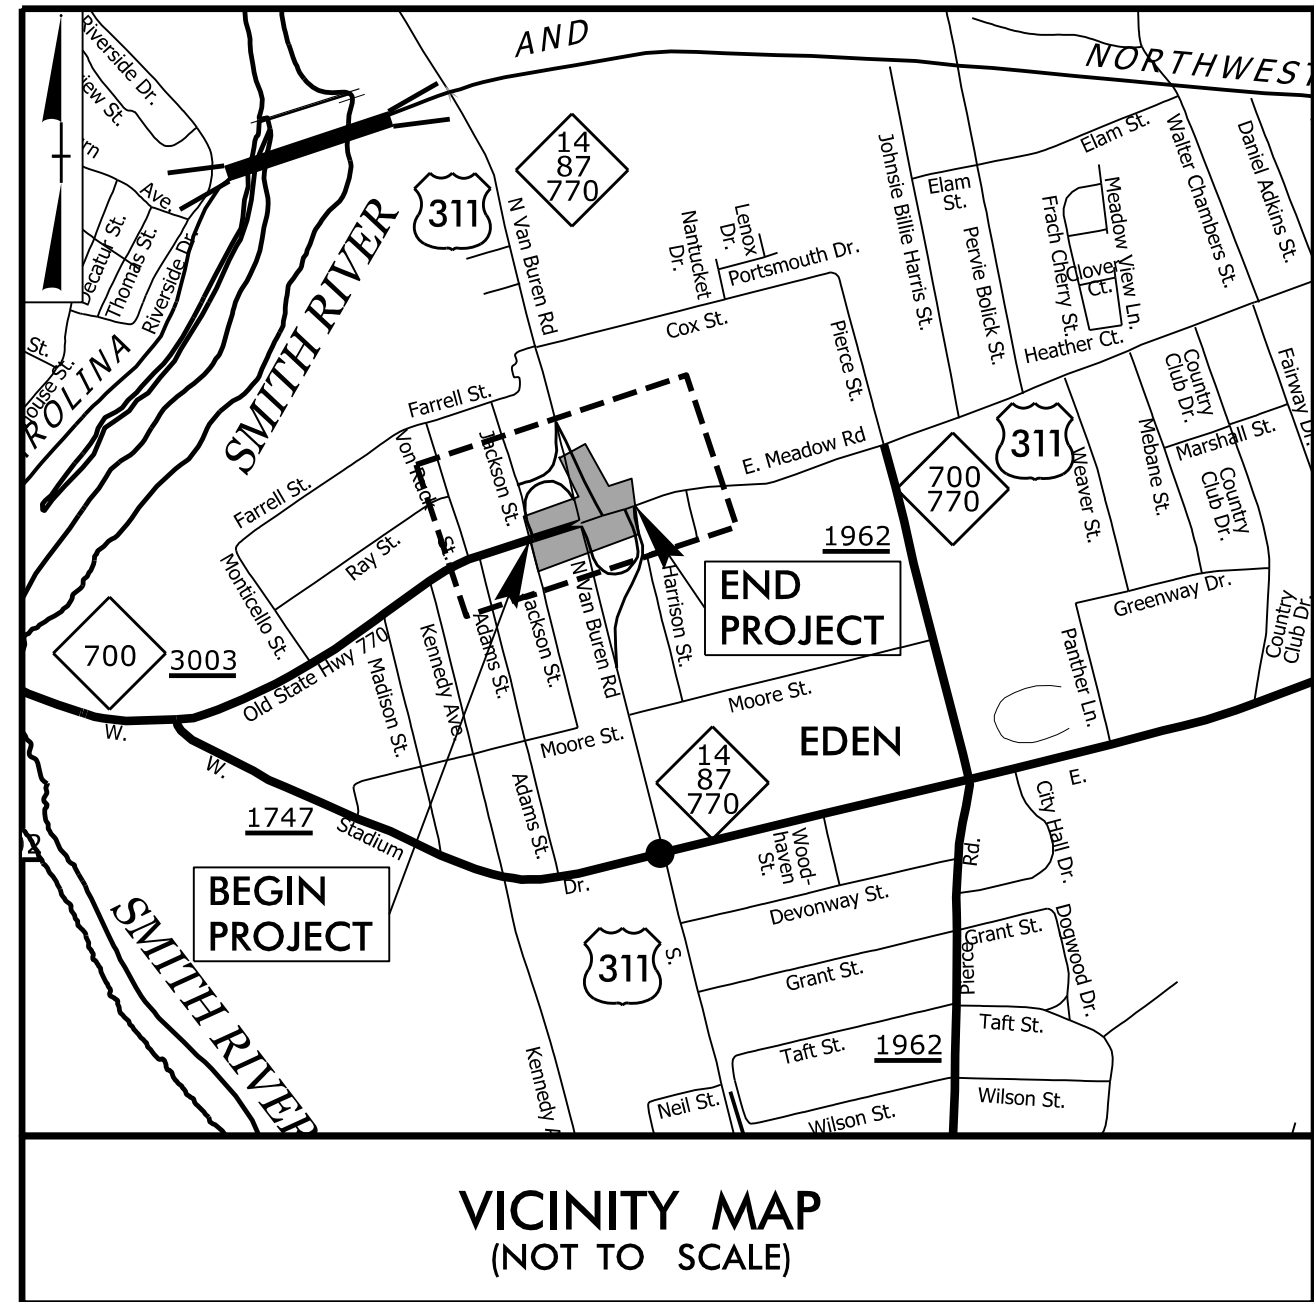 AND
NORTHWEST
Riverside Dr.
iew St.
rn
Ave.
Decatur St.
Thomas St.
Riverside Dr.
St.
ouse St.
ROLINA
SMITH RIVER
311
14
87
770
N Van Buren Rd
Nantucket
Dr.
Lenox
Dr.
Portsmouth Dr.
Cox St.
Pierce St.
Johnsie Billie Harris St.
Elam
St.
Elam St.
Pervie Bolick St.
Frach Cherry St.
Meadow View Ln.
Clover
Ct.
Heather Ct.
Walter Chambers St.
Daniel Adkins St.
Fairway Dr.
Country
Club Dr.
Marshall St.
Country
Club Dr.
Mebane St.
Weaver St.
311
700
770
E. Meadow Rd
1962
Farrell St.
Farrell St.
Von Ruck
St.
Jackson St.
Ray St.
Monticello St.
700
3003
Old State Hwy 770
Madison St.
Kennedy Ave
Adams St.
Jackson St.
N Van Buren Rd
Harrison St.
END
PROJECT
Greenway Dr.
Panther Ln.
Country
Club Dr.
Moore St.
Moore St.
EDEN
14
87
770
W.
W.
1747
Stadium
Adams St.
Dr.
E.
City Hall Dr.
Wood-
haven
St.
Rd.
Devonway St.
BEGIN
PROJECT
2
SMITH RIVER
311
S.
Grant St.
Grant St.
Dogwood Dr.
Pierce
Taft St.
Taft St.
1962
Kennedy A
Neil St.
Wilson St.
Wilson St.
VICINITY MAP
(NOT TO SCALE)